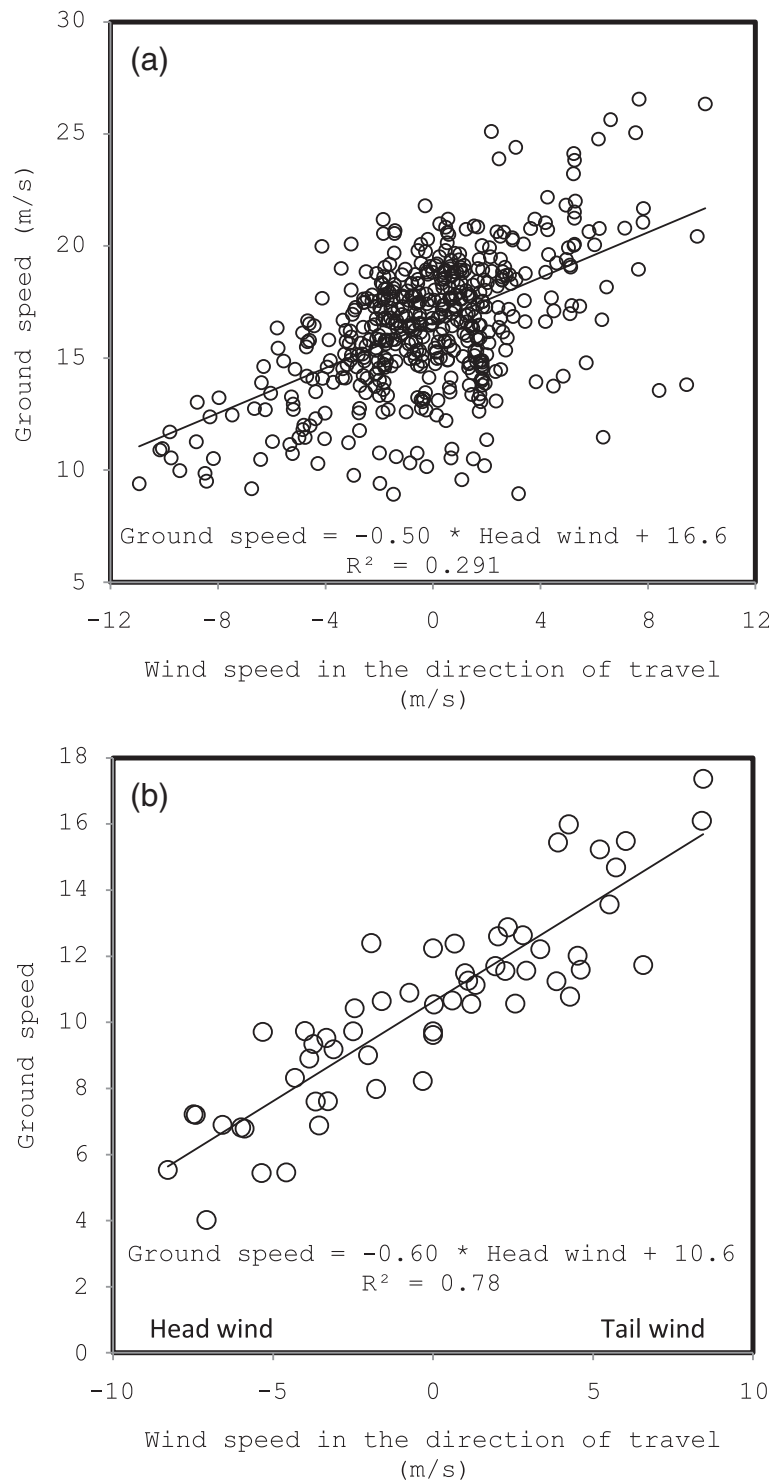 (a)
30
25
20
15
10
5
Ground speed (m/s)
Ground speed = -0.50 * Head wind + 16.6
R² = 0.291
-12 -8 -4 0 4 8 12
Wind speed in the direction of travel
(m/s)
(b)
18
16
14
12
10
8
6
4
2
0
Ground speed
Ground speed = -0.60 * Head wind + 10.6
R² = 0.78
Head wind Tail wind
-10 -5 0 5 10
Wind speed in the direction of travel
(m/s)